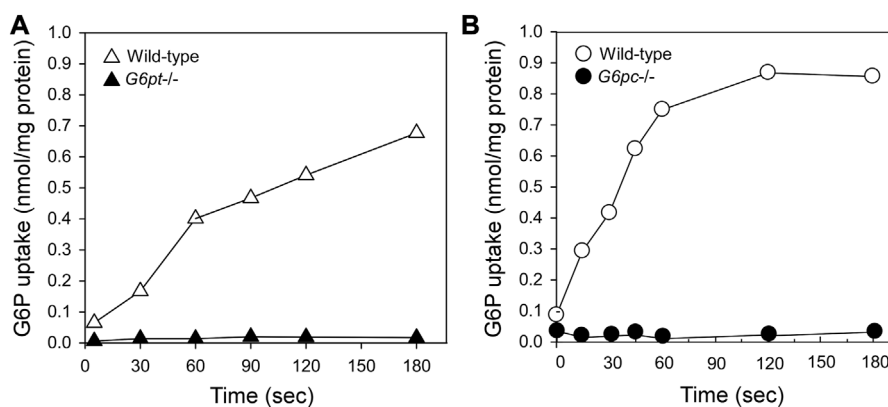 A
G6P uptake (nmol/mg protein)
1.0
0.9
0.8
0.7
0.6
0.5
0.4
0.3
0.2
0.1
0.0
Wild-type
G6pt-/-
0 30 60 90 120 150 180
Time (sec)
B
G6P uptake (nmol/mg protein)
1.0
0.9
0.8
0.7
0.6
0.5
0.4
0.3
0.2
0.1
0.0
Wild-type
G6pc-/-
0 30 60 120 180
Time (sec)